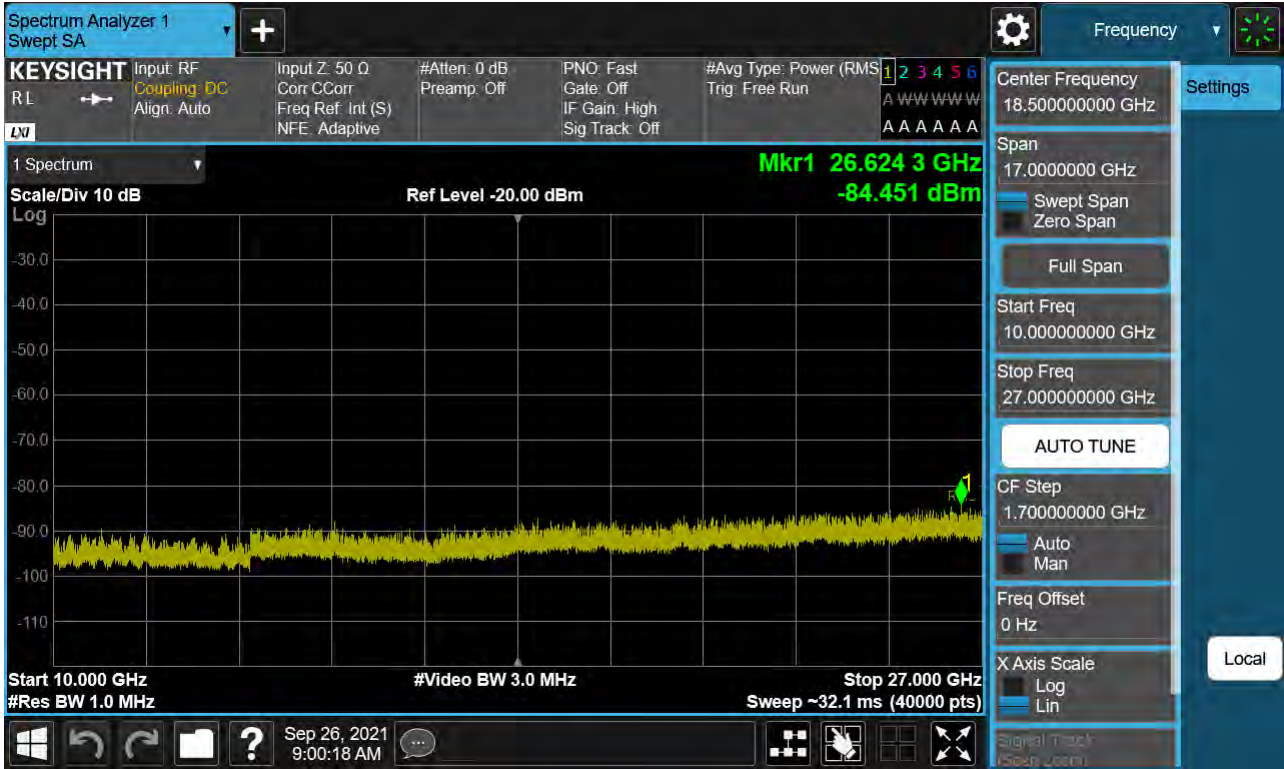 Spectrum Analyzer 1
Swept SA
Frequency
KEYSIGHT
R L
LXI
Input: RF
Coupling: DC
Align: Auto
Input Z: 50 Ω
Corr CCorr
Freq Ref: Int (S)
NFE: Adaptive
#Atten: 0 dB
Preamp: Off
PNO: Fast
Gate: Off
IF Gain: High
Sig Track: Off
#Avg Type: Power (RMS
Trig: Free Run
1 2 3 4 5 6
A W W W W W
A A A A A A
1 Spectrum
Mkr1 26.624 3 GHz
Scale/Div 10 dB
Ref Level -20.00 dBm
-84.451 dBm
Log
-30.0
-40.0
-50.0
-60.0
-70.0
-80.0
-90.0
-100
-110
1
Start 10.000 GHz
#Video BW 3.0 MHz
Stop 27.000 GHz
#Res BW 1.0 MHz
Sweep ~32.1 ms (40000 pts)
Center Frequency
18.500000000 GHz
Settings
Span
17.0000000 GHz
Swept Span
Zero Span
Full Span
Start Freq
10.000000000 GHz
Stop Freq
27.000000000 GHz
AUTO TUNE
CF Step
1.700000000 GHz
Auto
Man
Freq Offset
0 Hz
X Axis Scale
Log
Lin
Local
Signal Track
(Span Zoom)
?
Sep 26, 2021
9:00:18 AM